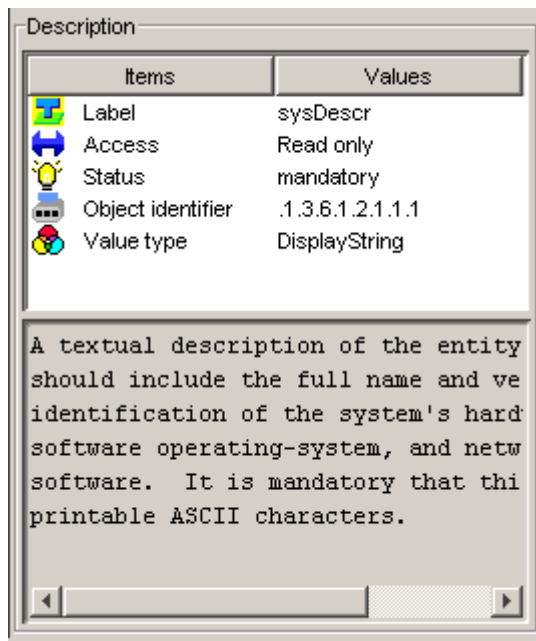 Description
Items Values
Label sysDescr
Access Read only
Status mandatory
Object identifier .1.3.6.1.2.1.1.1
Value type DisplayString
A textual description of the entity
should include the full name and ve
identification of the system's hard
software operating-system, and netw
software.  It is mandatory that thi
printable ASCII characters.